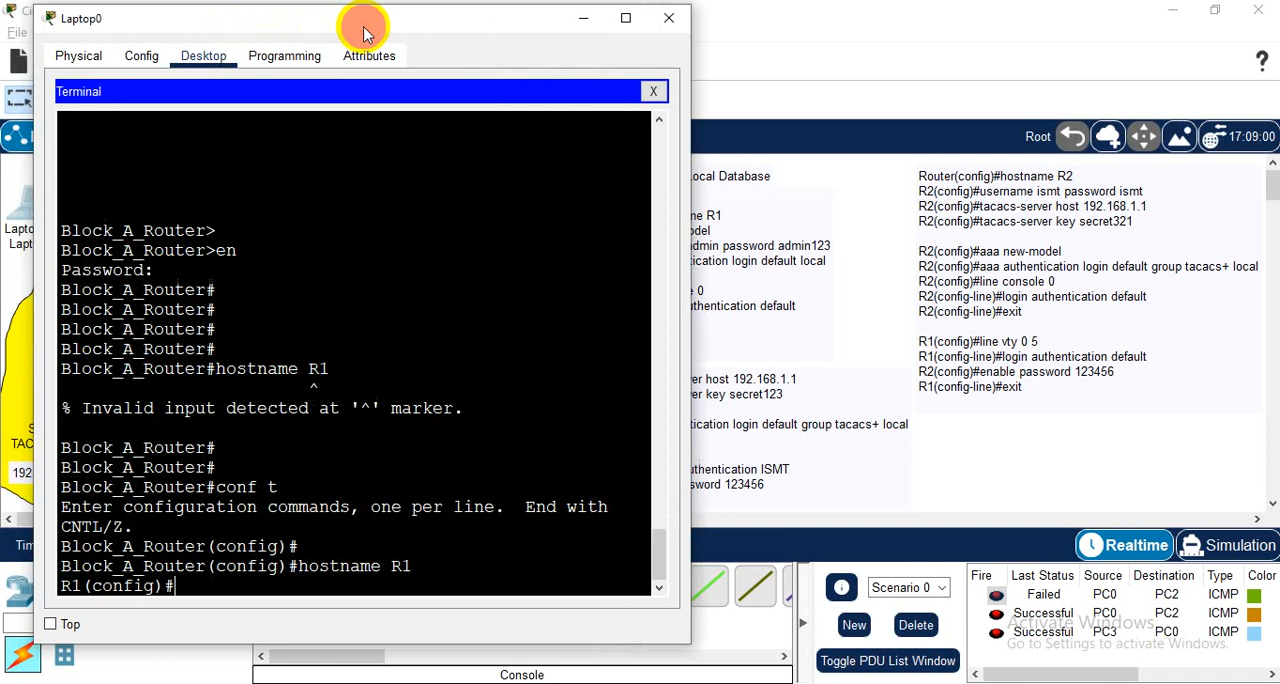 Laptop0
File
Physical
Config
Desktop
Programming
Attributes
Terminal
X
Block_A_Router>
Block_A_Router>en
Password:
Block_A_Router#
Block_A_Router#
Block_A_Router#
Block_A_Router#
Block_A_Router#hostname R1
^
% Invalid input detected at '^' marker.
Block_A_Router#
Block_A_Router#
Block_A_Router#conf t
Enter configuration commands, one per line.  End with
CNTL/Z.
Block_A_Router(config)#
Block_A_Router(config)#hostname R1
R1(config)#
Top
Root
17:09:00
ocal Database
ne R1
odel
dmin password admin123
ication login default local
e 0
uthentication default
er host 192.168.1.1
er key secret123
ication login default group tacacs+ local
uthentication ISMT
sword 123456
Router(config)#hostname R2
R2(config)#username ismt password ismt
R2(config)#tacacs-server host 192.168.1.1
R2(config)#tacacs-server key secret321
R2(config)#aaa new-model
R2(config)#aaa authentication login default group tacacs+ local
R2(config)#line console 0
R2(config-line)#login authentication default
R2(config-line)#exit
R1(config)#line vty 0 5
R1(config-line)#login authentication default
R2(config)#enable password 123456
R1(config-line)#exit
Lapto
Lapt
S
TAC
192
Tim
Realtime
Simulation
Scenario 0
New
Delete
Toggle PDU List Window
Fire Last Status Source Destination Type Color
Failed PC0 PC2 ICMP
Successful PC0 PC2 ICMP
Successful PC3 PC0 ICMP
Activate Windows
Go to Settings to activate Windows.
Console